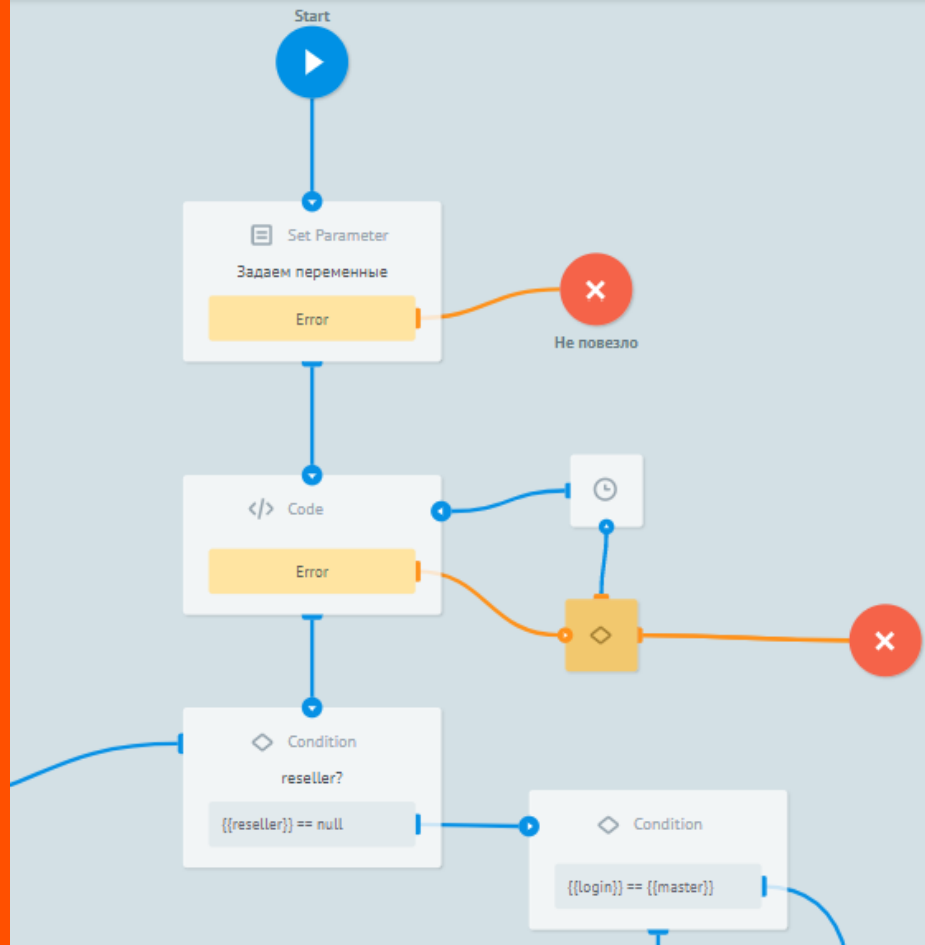 Start
Set Parameter
Задаем переменные
Error
Не повезло
Code
Error
Condition
reseller?
{{reseller}} == null
Condition
{{login}} == {{master}}